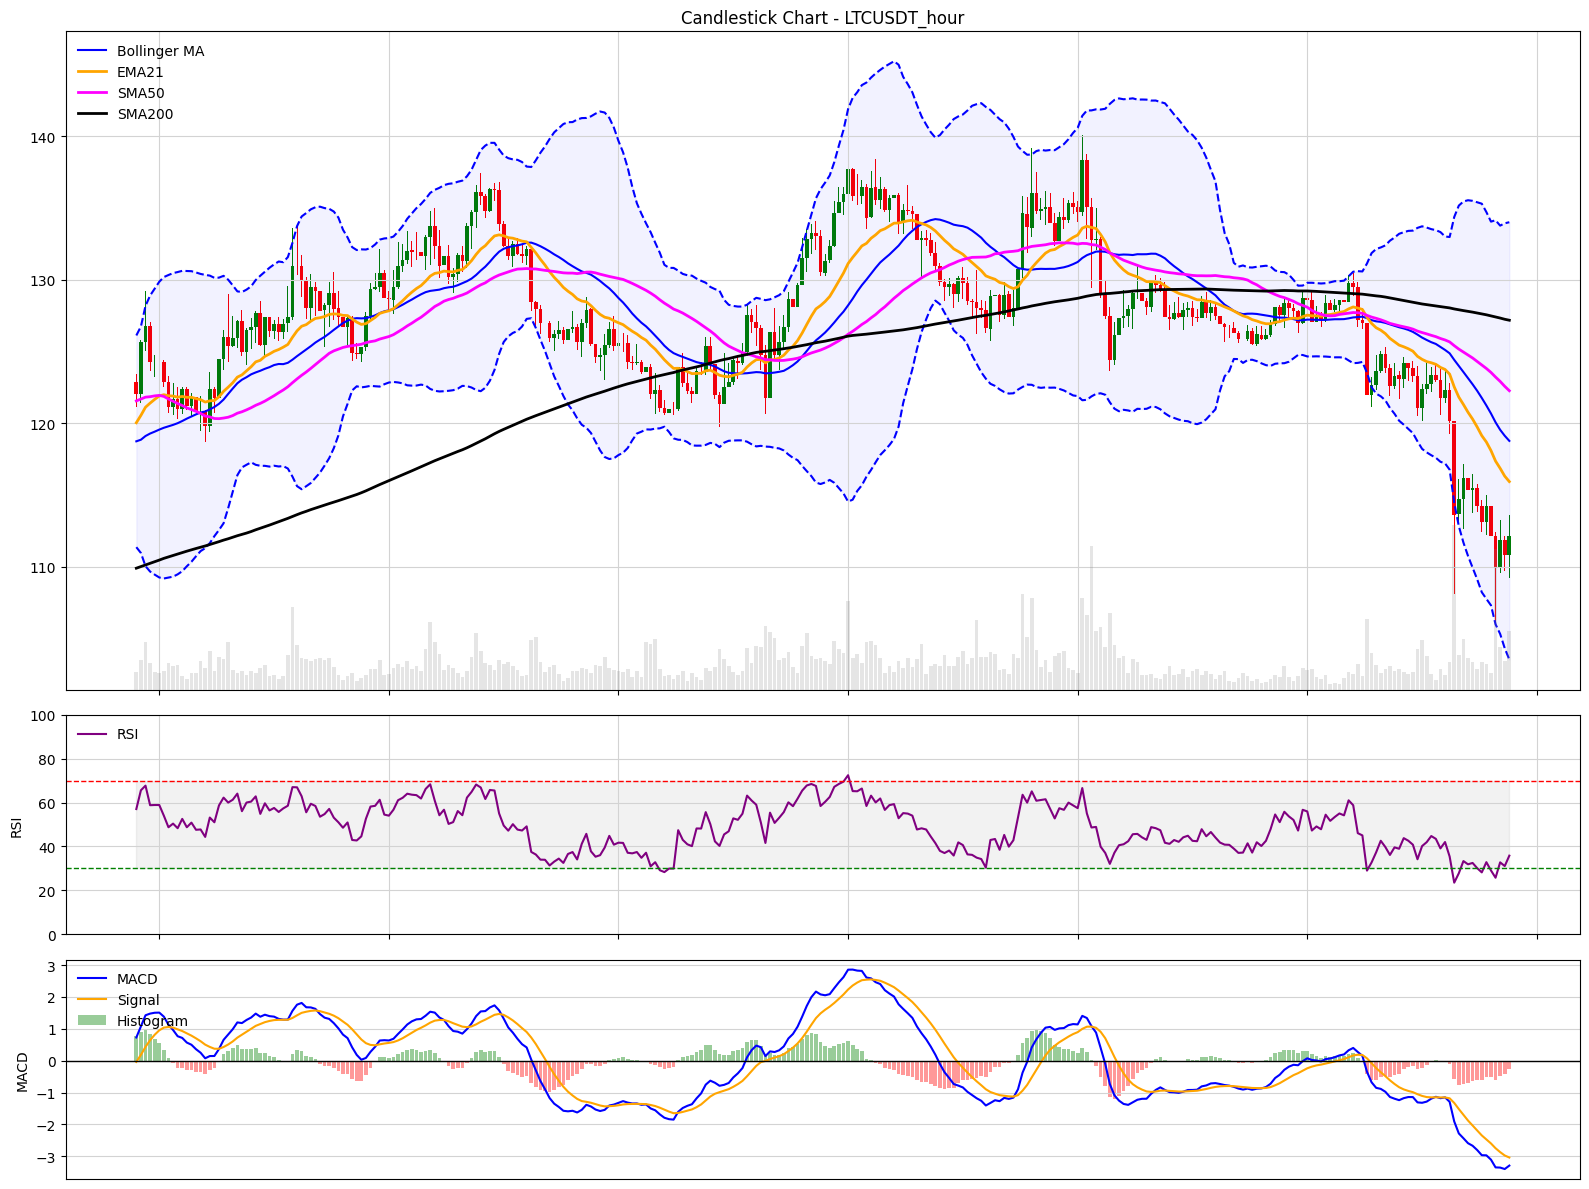 Candlestick Chart - LTCUSDT_hour
Bollinger MA
EMA21
SMA50
SMA200
140
130
120
110
RSI
100
80
60
40
20
0
RSI
MACD
Signal
Histogram
3
2
1
0
−1
−2
−3
MACD